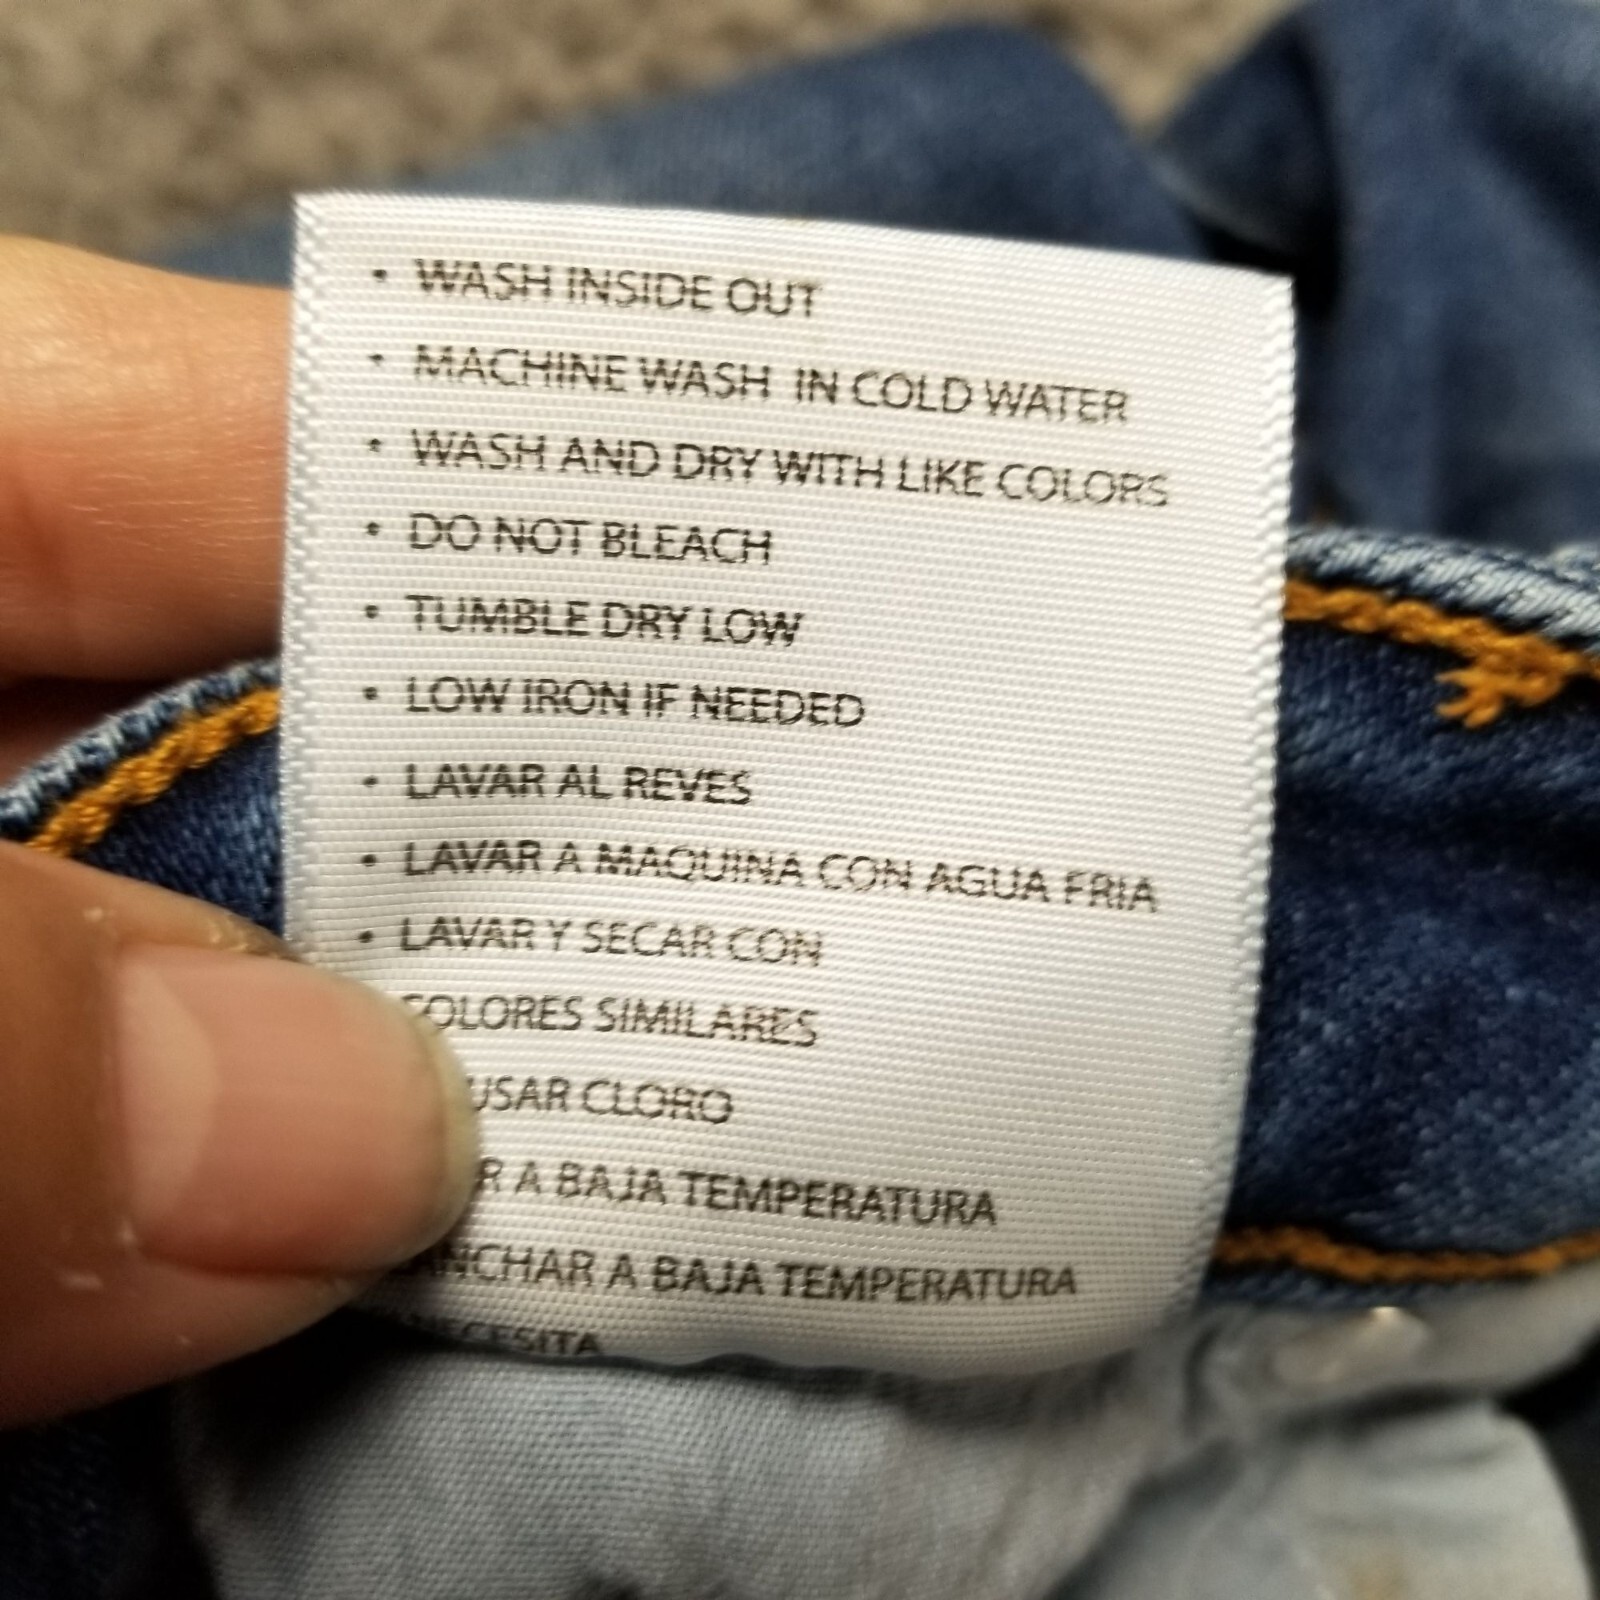 • WASH INSIDE OUT
• MACHINE WASH IN COLD WATER
• WASH AND DRY WITH LIKE COLORS
• DO NOT BLEACH
• TUMBLE DRY LOW
• LOW IRON IF NEEDED
• LAVAR AL REVES
• LAVAR A MAQUINA CON AGUA FRIA
• LAVAR Y SECAR CON
COLORES SIMILARES
USAR CLORO
A BAJA TEMPERATURA
A BAJA TEMPERATURA